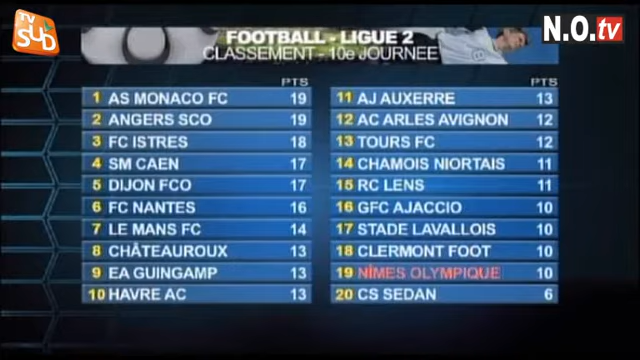 TV SUD
N.O.tv
FOOTBALL - LIGUE 2
CLASSEMENT - 10e JOURNEE
PTS
1 AS MONACO FC 19
2 ANGERS SCO 19
3 FC ISTRES 18
4 SM CAEN 17
5 DIJON FCO 17
6 FC NANTES 16
7 LE MANS FC 14
8 CHÂTEAUROUX 13
9 EA GUINGAMP 13
10 HAVRE AC 13
PTS
11 AJ AUXERRE 13
12 AC ARLES AVIGNON 12
13 TOURS FC 12
14 CHAMOIS NIORTAIS 11
15 RC LENS 11
16 GFC AJACCIO 10
17 STADE LAVALLOIS 10
18 CLERMONT FOOT 10
19 NÎMES OLYMPIQUE 10
20 CS SEDAN 6